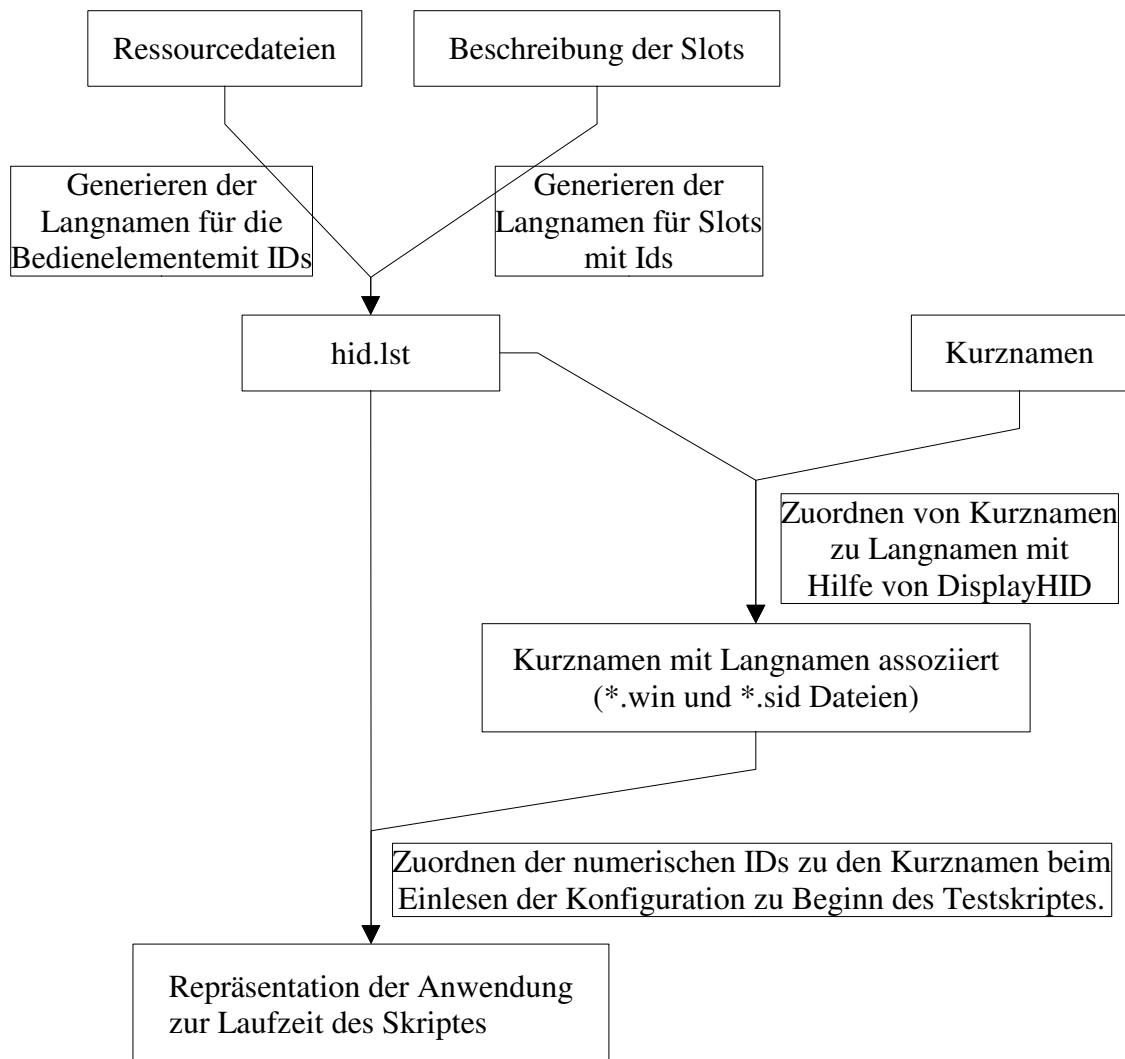 Ressourcedateien
Beschreibung der Slots
Generieren der
Langnamen für die
Bedienelementemit IDs
Generieren der
Langnamen für Slots
mit Ids
hid.lst
Kurznamen
Zuordnen von Kurznamen
zu Langnamen mit
Hilfe von DisplayHID
Kurznamen mit Langnamen assoziiert
(*.win und *.sid Dateien)
Zuordnen der numerischen IDs zu den Kurznamen beim
Einlesen der Konfiguration zu Beginn des Testskriptes.
Repräsentation der Anwendung
zur Laufzeit des Skriptes